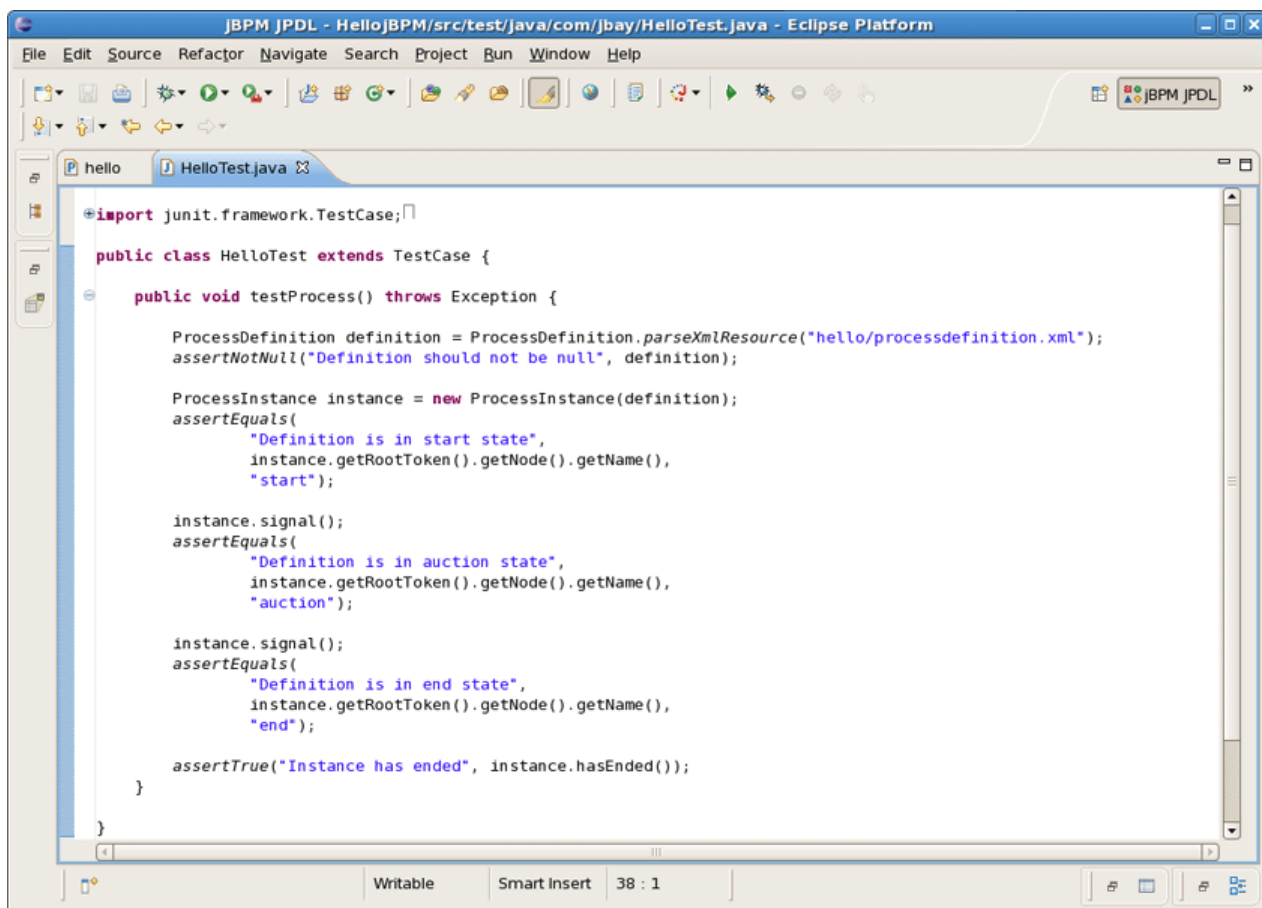 jBPM JPDL - HellojBPM/src/test/java/com/jbay/HelloTest.java - Eclipse Platform
File Edit Source Refactor Navigate Search Project Run Window Help
jBPM JPDL »
hello HelloTest.java
import junit.framework.TestCase;
public class HelloTest extends TestCase {
public void testProcess() throws Exception {
ProcessDefinition definition = ProcessDefinition.parseXmlResource("hello/processdefinition.xml");
assertNotNull("Definition should not be null", definition);
ProcessInstance instance = new ProcessInstance(definition);
assertEquals(
"Definition is in start state",
instance.getRootToken().getNode().getName(),
"start");
instance.signal();
assertEquals(
"Definition is in auction state",
instance.getRootToken().getNode().getName(),
"auction");
instance.signal();
assertEquals(
"Definition is in end state",
instance.getRootToken().getNode().getName(),
"end");
assertTrue("Instance has ended", instance.hasEnded());
}
}
Writable Smart Insert 38 : 1